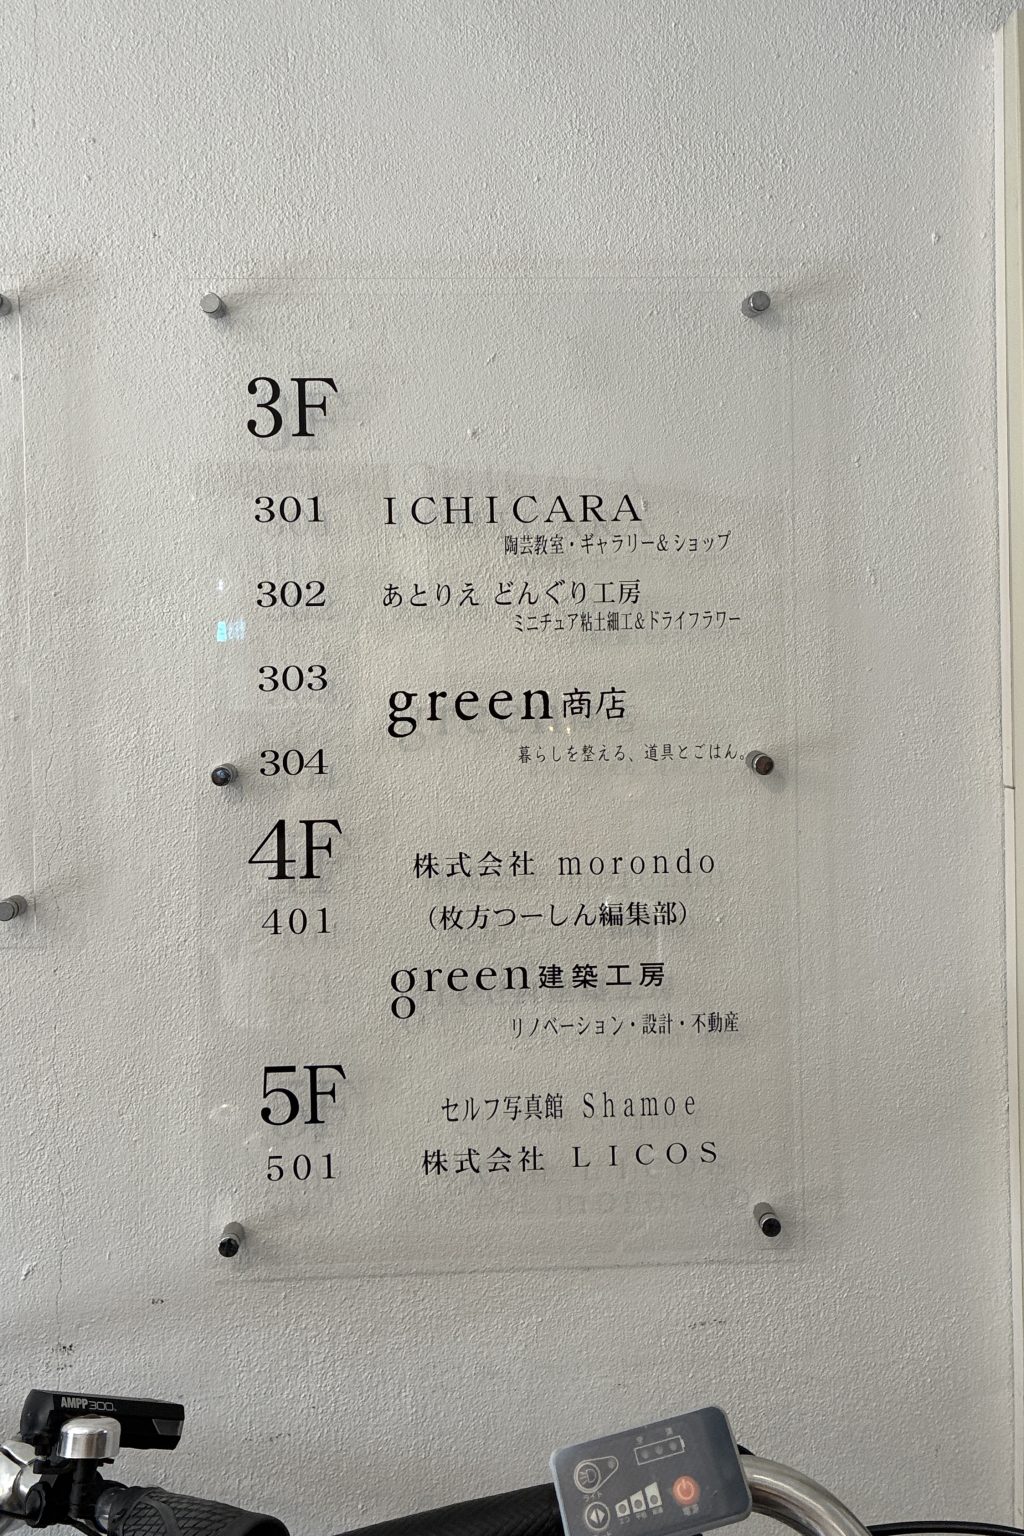 3F
301 ICHICARA
陶芸教室・ギャラリー&ショップ
302 あとりえ どんぐり工房
ミニチュア粘土細工&ドライフラワー
303
green商店
304
暮らしを整える、道具とごはん。
4F
株式会社 morondo
401
(枚方つーしん編集部)
green建築工房
リノベーション・設計・不動産
5F
セルフ写真館 Shamoe
501 株式会社 LICOS
AMPP300
ライト